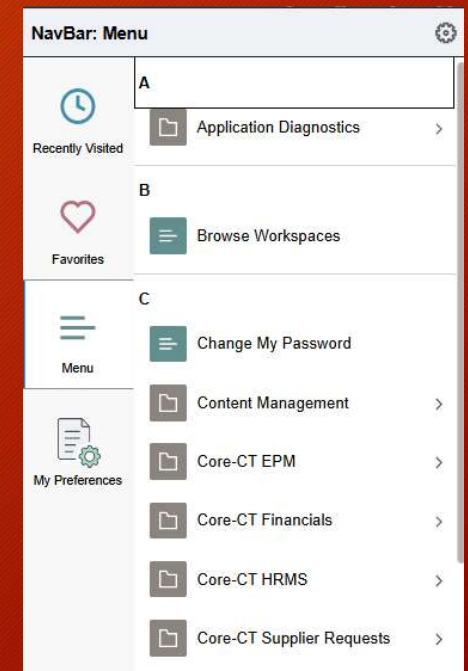 NavBar: Menu
Recently Visited
Favorites
Menu
My Preferences
A
Application Diagnostics
B
Browse Workspaces
C
Change My Password
Content Management
Core-CT EPM
Core-CT Financials
Core-CT HRMS
Core-CT Supplier Requests